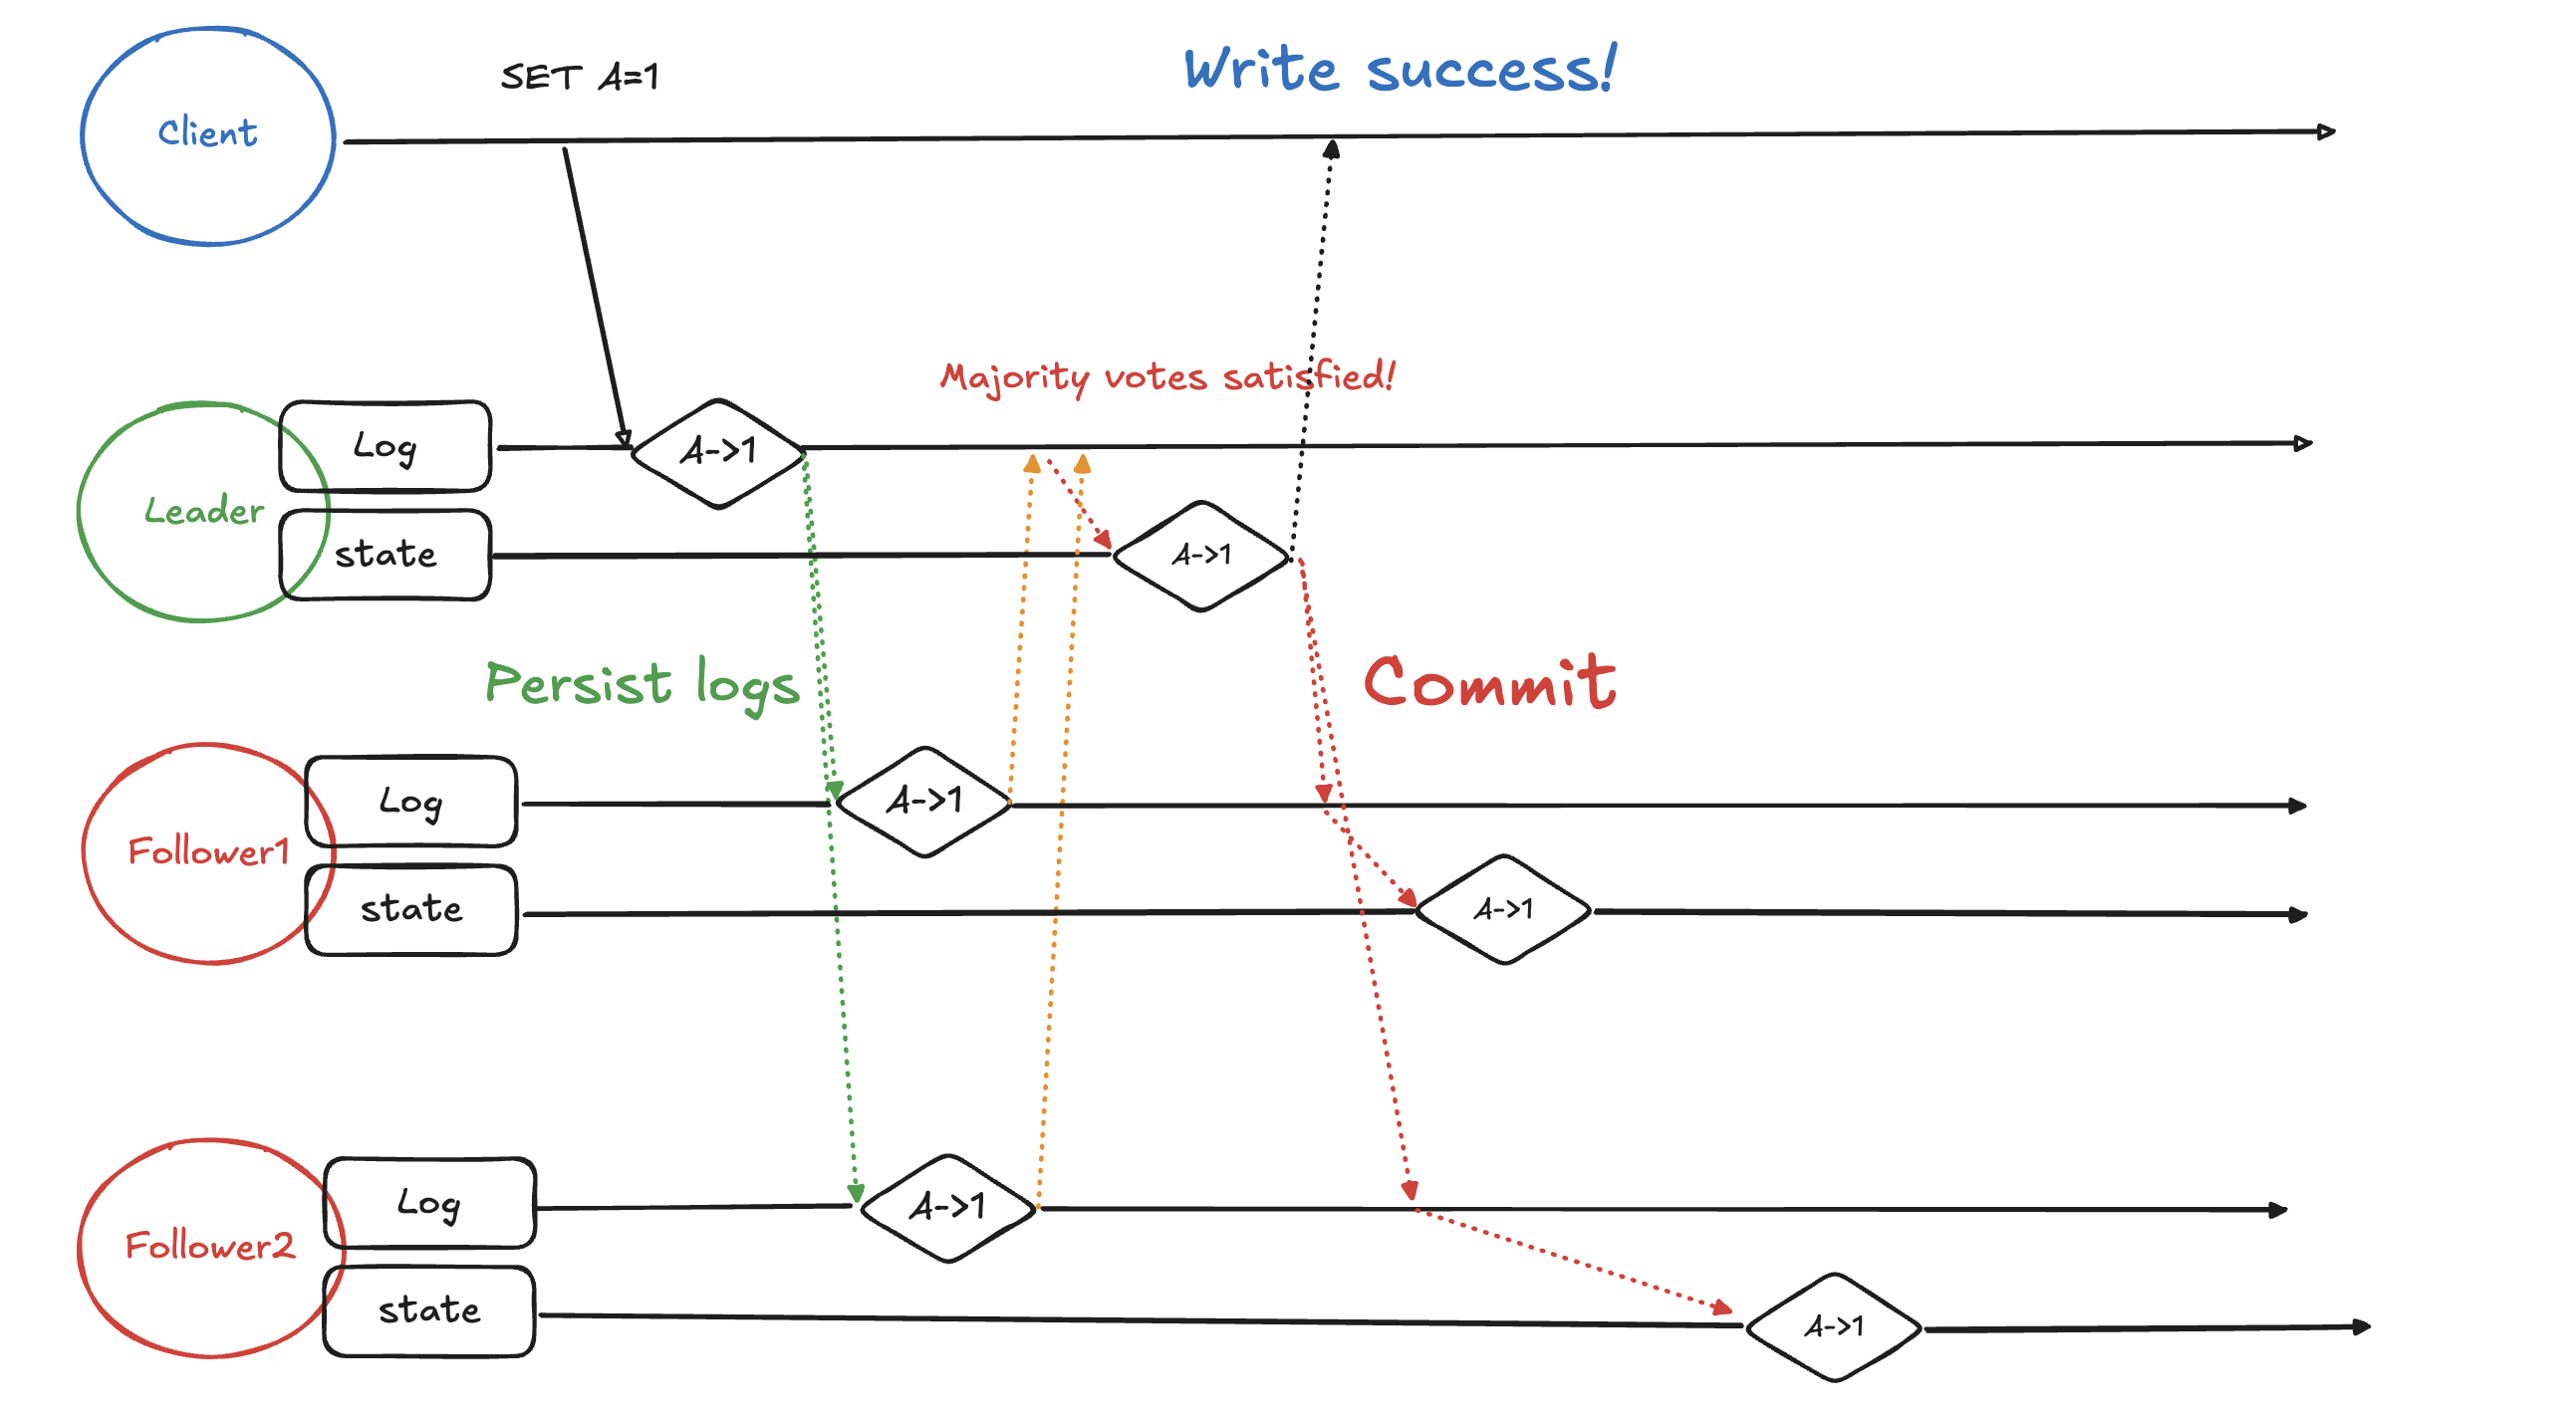 SET A=1
Write success!
Client
Majority votes satisfied!
Log
A->1
Leader
state
A->1
Persist logs
Commit
Log
A->1
Follower1
state
A->1
Log
A->1
Follower2
state
A->1